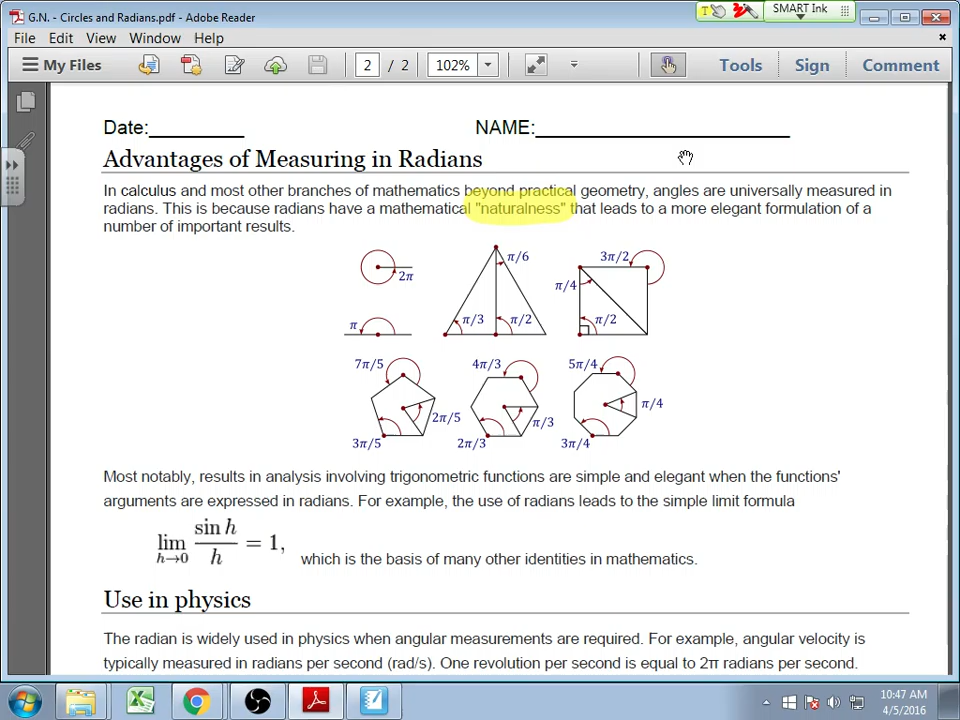 G.N. - Circles and Radians.pdf - Adobe Reader
SMART Ink
File Edit View Window Help
My Files
2 / 2
102%
Tools Sign Comment
Date:________ NAME:____________________
Advantages of Measuring in Radians
In calculus and most other branches of mathematics beyond practical geometry, angles are universally measured in
radians. This is because radians have a mathematical "naturalness" that leads to a more elegant formulation of a
number of important results.
2π
π
π/6
π/3 π/2
3π/2
π/4
π/2
7π/5
2π/5
3π/5
4π/3
π/3
2π/3
5π/4
π/4
3π/4
Most notably, results in analysis involving trigonometric functions are simple and elegant when the functions'
arguments are expressed in radians. For example, the use of radians leads to the simple limit formula
lim h→0 sin h / h = 1, which is the basis of many other identities in mathematics.
Use in physics
The radian is widely used in physics when angular measurements are required. For example, angular velocity is
typically measured in radians per second (rad/s). One revolution per second is equal to 2π radians per second.
10:47 AM
4/5/2016